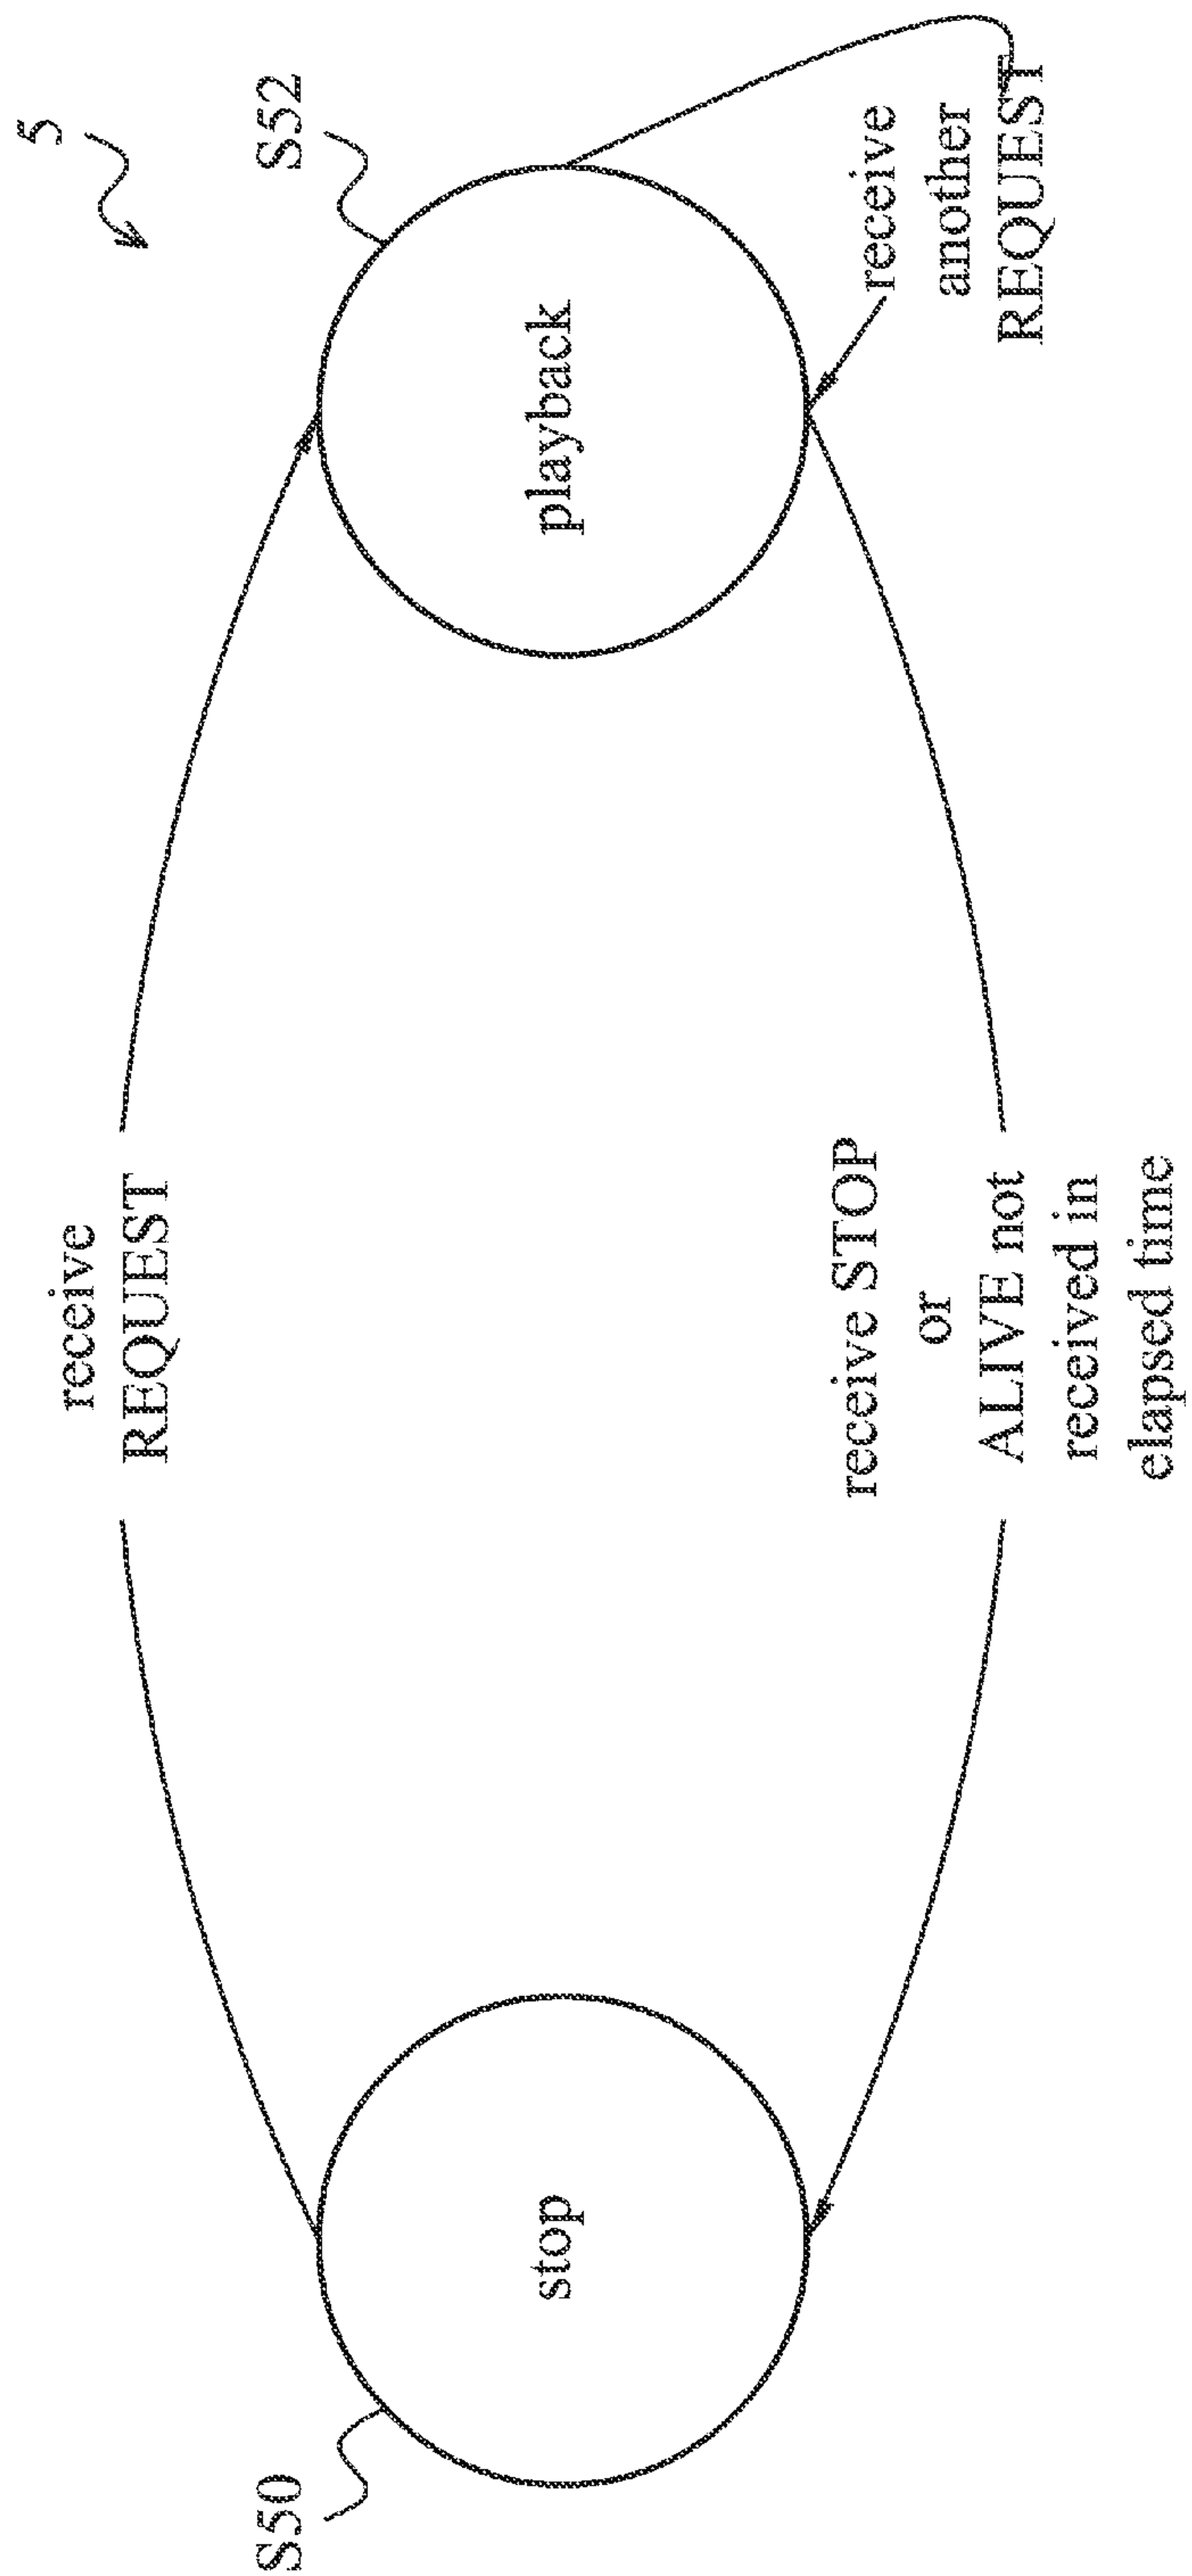 5
receive
REQUEST
S50
S52
stop
playback
receive STOP
or
ALIVE not
received in
elapsed time
receive
another
REQUEST